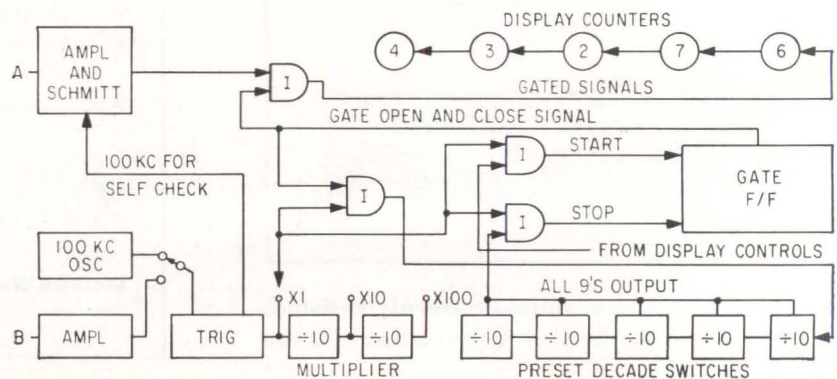 DISPLAY COUNTERS
A
AMPL
AND
SCHMITT
I
4
3
2
7
6
GATED SIGNALS
GATE OPEN AND CLOSE SIGNAL
100 KC FOR
SELF CHECK
I
START
I
I
STOP
GATE
F/F
FROM DISPLAY CONTROLS
100 KC
OSC
B
AMPL
TRIG
X1
X10
X100
÷10
÷10
MULTIPLIER
ALL 9'S OUTPUT
÷10
÷10
÷10
÷10
÷10
PRESET DECADE SWITCHES